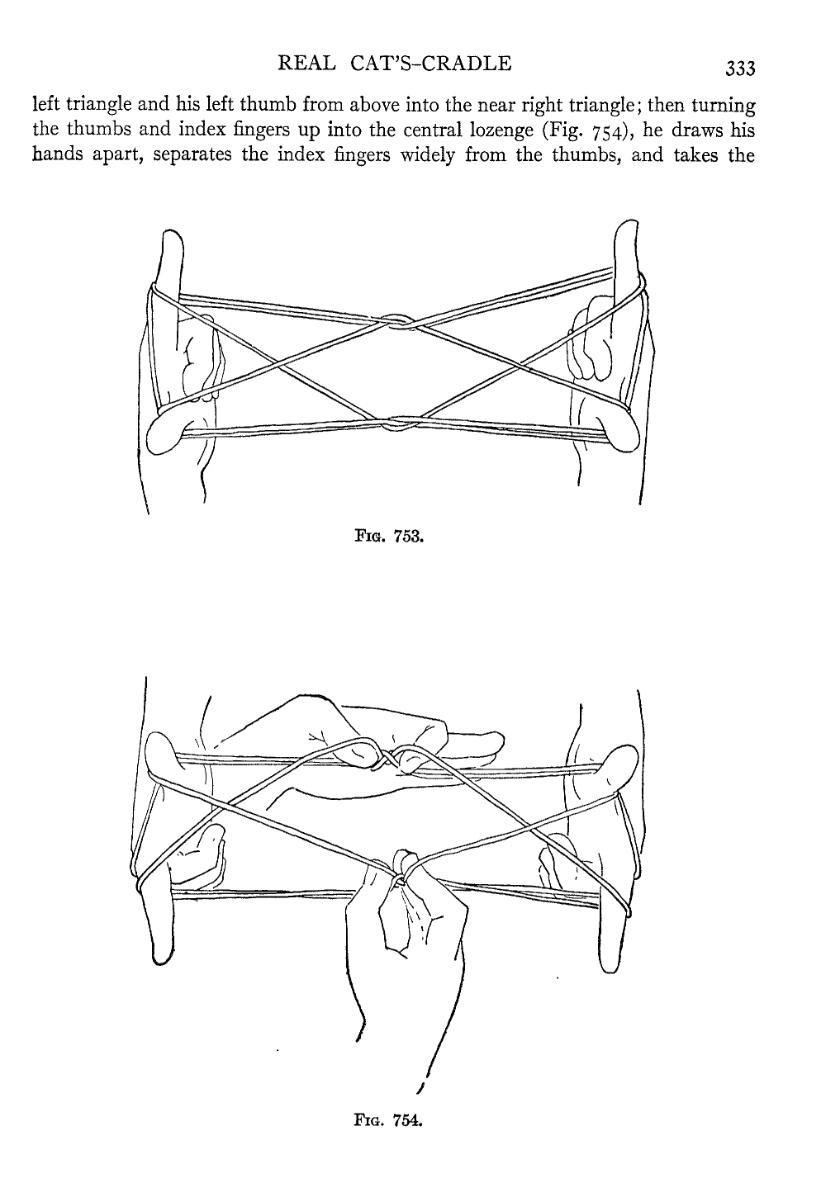 REAL CAT'S-CRADLE 333
left triangle and his left thumb from above into the near right triangle; then turning
the thumbs and index fingers up into the central lozenge (Fig. 754), he draws his
hands apart, separates the index fingers widely from the thumbs, and takes the
FIG. 753.
FIG. 754.